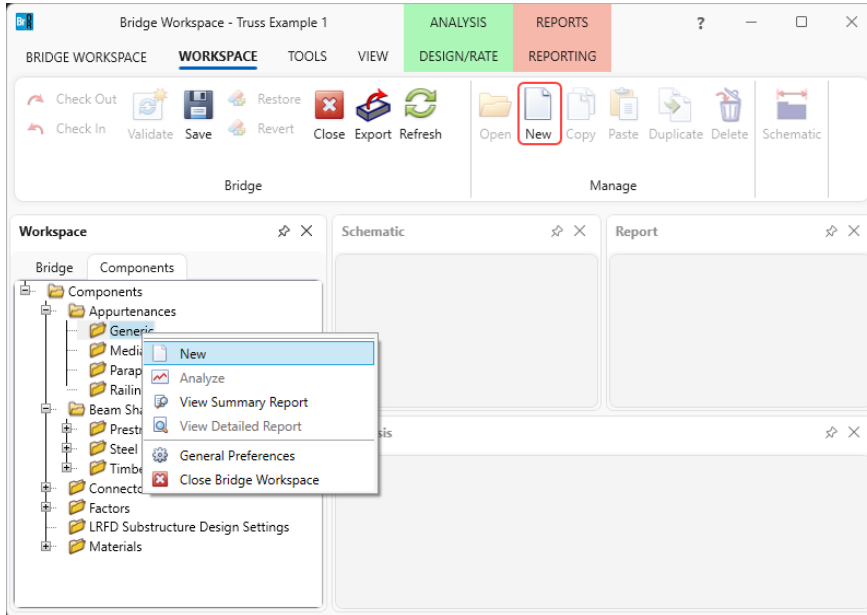 Br R Bridge Workspace - Truss Example 1 ANALYSIS REPORTS ?
BRIDGE WORKSPACE WORKSPACE TOOLS VIEW DESIGN/RATE REPORTING
Check Out
Check In
Validate
Save
Restore
Revert
Close
Export
Refresh
Open
New
Copy
Paste
Duplicate
Delete
Schematic
Bridge
Manage
Workspace
Schematic
Report
Bridge
Components
Components
Appurtenances
Generic
Beam
Steel
Factors
LRFD Substructure Design Settings
Materials
New
Analyze
View Summary Report
View Detailed Report
General Preferences
Close Bridge Workspace